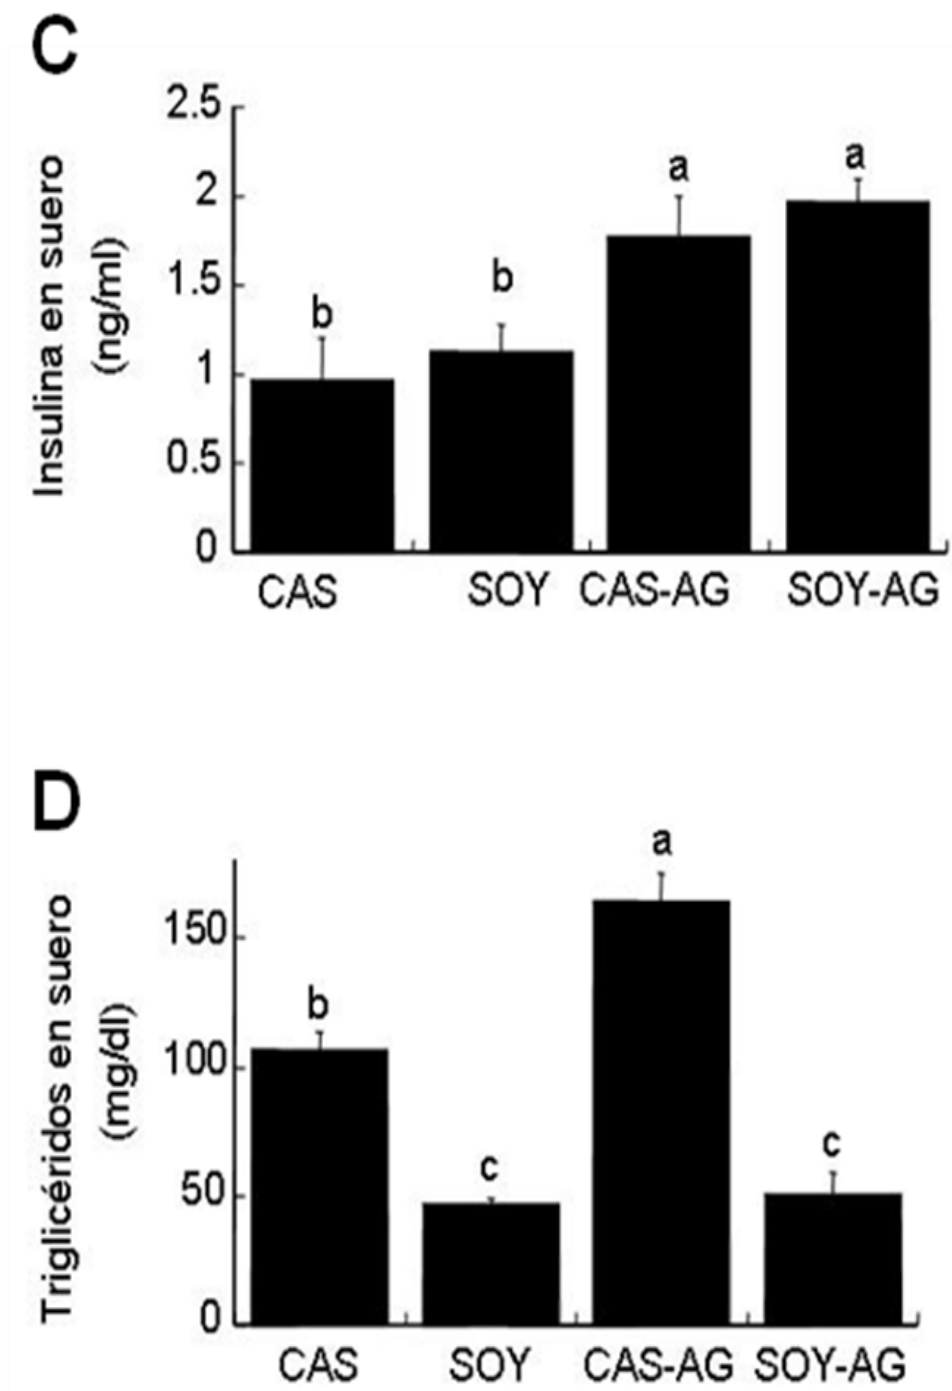 C
Insulina en suero
(ng/ml)
2.5
2
1.5
1
0.5
0
b
b
a
a
CAS
SOY
CAS-AG
SOY-AG
D
Triglicéridos en suero
(mg/dl)
150
100
50
0
b
c
a
c
CAS
SOY
CAS-AG
SOY-AG